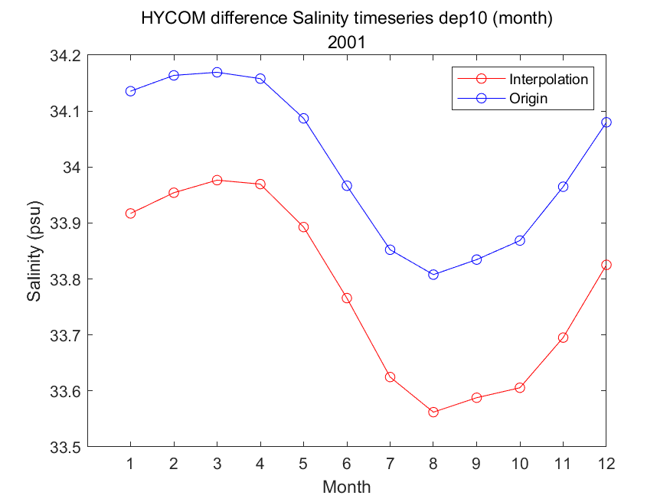 HYCOM difference Salinity timeseries dep10 (month)
2001
34.2
34.1
34
33.9
33.8
33.7
33.6
33.5
Salinity (psu)
Interpolation
Origin
1 2 3 4 5 6 7 8 9 10 11 12
Month